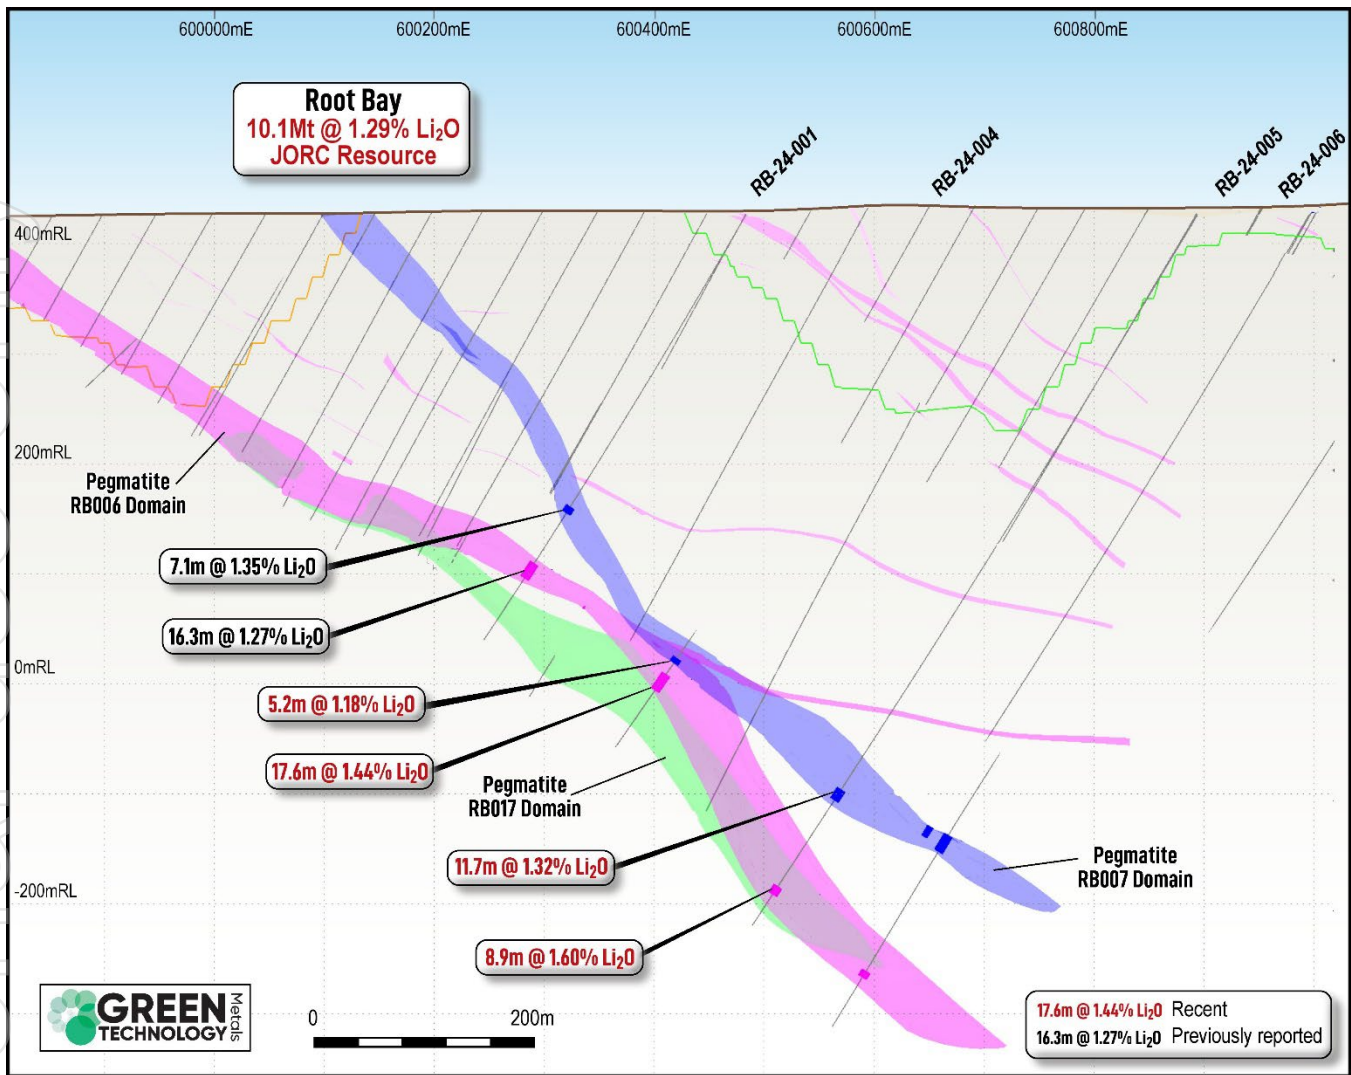 600000mE
600200mE
600400mE
600600mE
600800mE
Root Bay
10.1Mt @ 1.29% Li₂O
JORC Resource
RB-24-001
RB-24-004
RB-24-005
RB-24-006
400mRL
200mRL
Pegmatite
RB006 Domain
7.1m @ 1.35% Li₂O
16.3m @ 1.27% Li₂O
0mRL
5.2m @ 1.18% Li₂O
17.6m @ 1.44% Li₂O
Pegmatite
RB017 Domain
11.7m @ 1.32% Li₂O
Pegmatite
RB007 Domain
-200mRL
8.9m @ 1.60% Li₂O
GREEN
TECHNOLOGY
Metals
0
200m
17.6m @ 1.44% Li₂O Recent
16.3m @ 1.27% Li₂O Previously reported